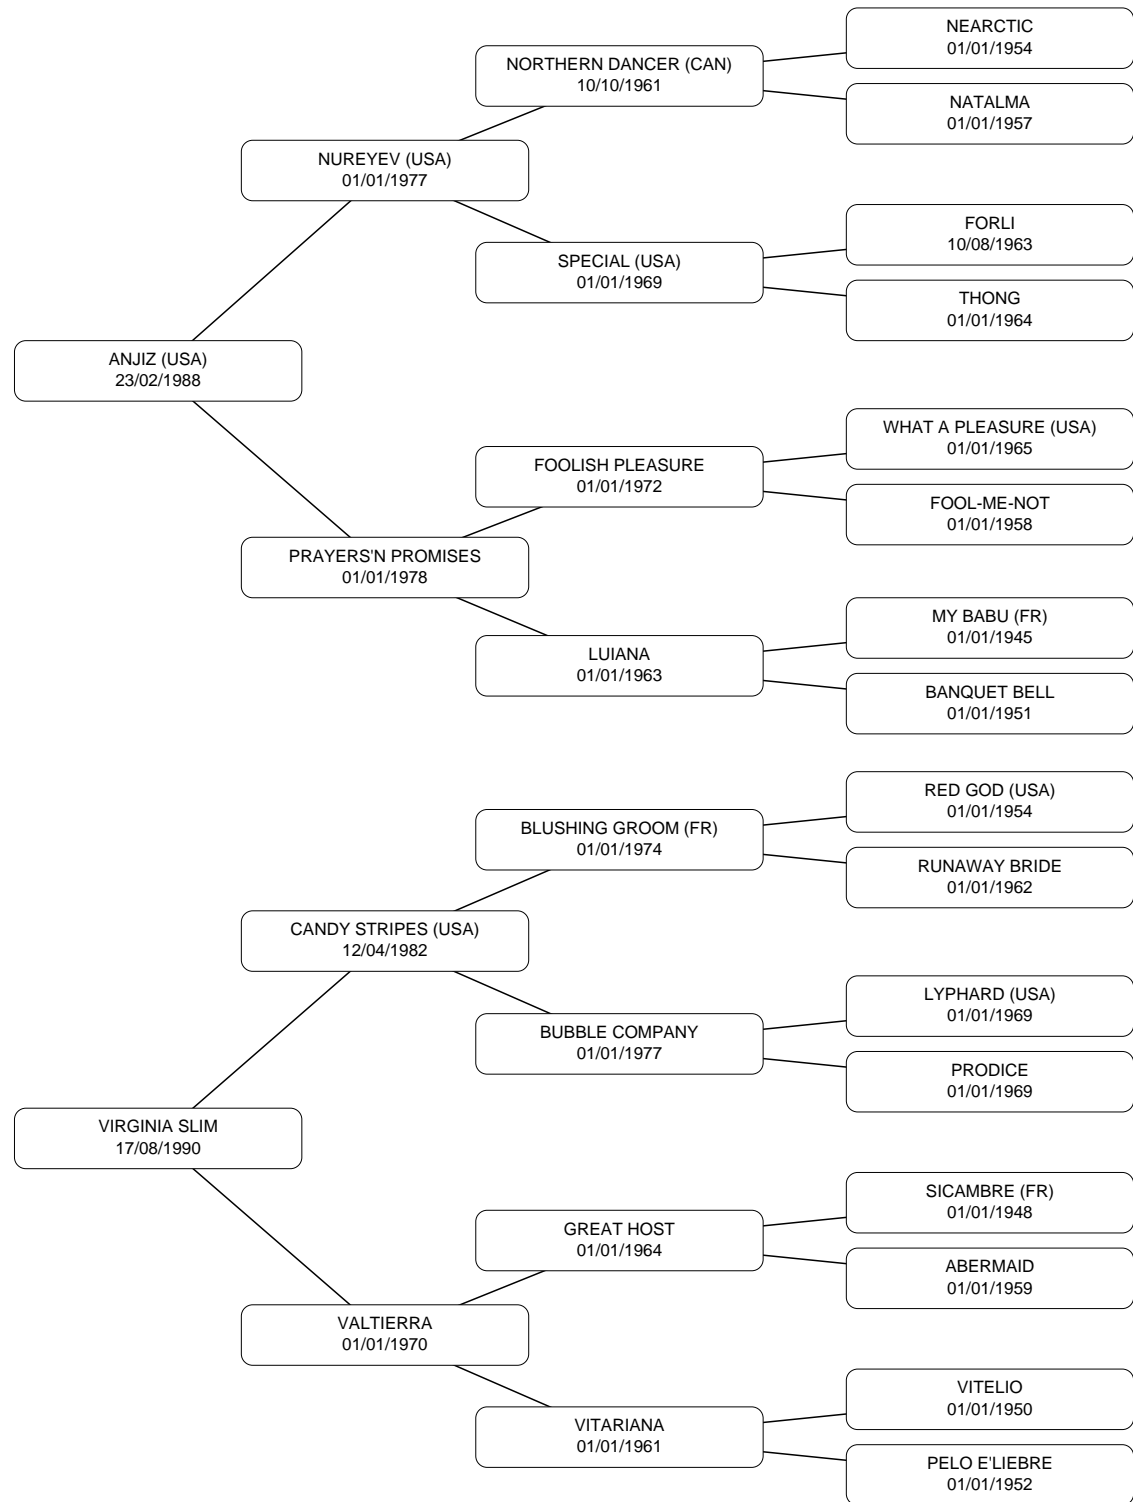 NEARCTIC
01/01/1954
NORTHERN DANCER (CAN)
10/10/1961
NATALMA
01/01/1957
NUREYEV (USA)
01/01/1977
FORLI
10/08/1963
SPECIAL (USA)
01/01/1969
THONG
01/01/1964
ANJIZ (USA)
23/02/1988
WHAT A PLEASURE (USA)
01/01/1965
FOOLISH PLEASURE
01/01/1972
FOOL-ME-NOT
01/01/1958
PRAYERS'N PROMISES
01/01/1978
MY BABU (FR)
01/01/1945
LUIANA
01/01/1963
BANQUET BELL
01/01/1951
RED GOD (USA)
01/01/1954
BLUSHING GROOM (FR)
01/01/1974
RUNAWAY BRIDE
01/01/1962
CANDY STRIPES (USA)
12/04/1982
LYPHARD (USA)
01/01/1969
BUBBLE COMPANY
01/01/1977
PRODICE
01/01/1969
VIRGINIA SLIM
17/08/1990
SICAMBRE (FR)
01/01/1948
GREAT HOST
01/01/1964
ABERMAID
01/01/1959
VALTIERRA
01/01/1970
VITELIO
01/01/1950
VITARIANA
01/01/1961
PELO E'LIEBRE
01/01/1952